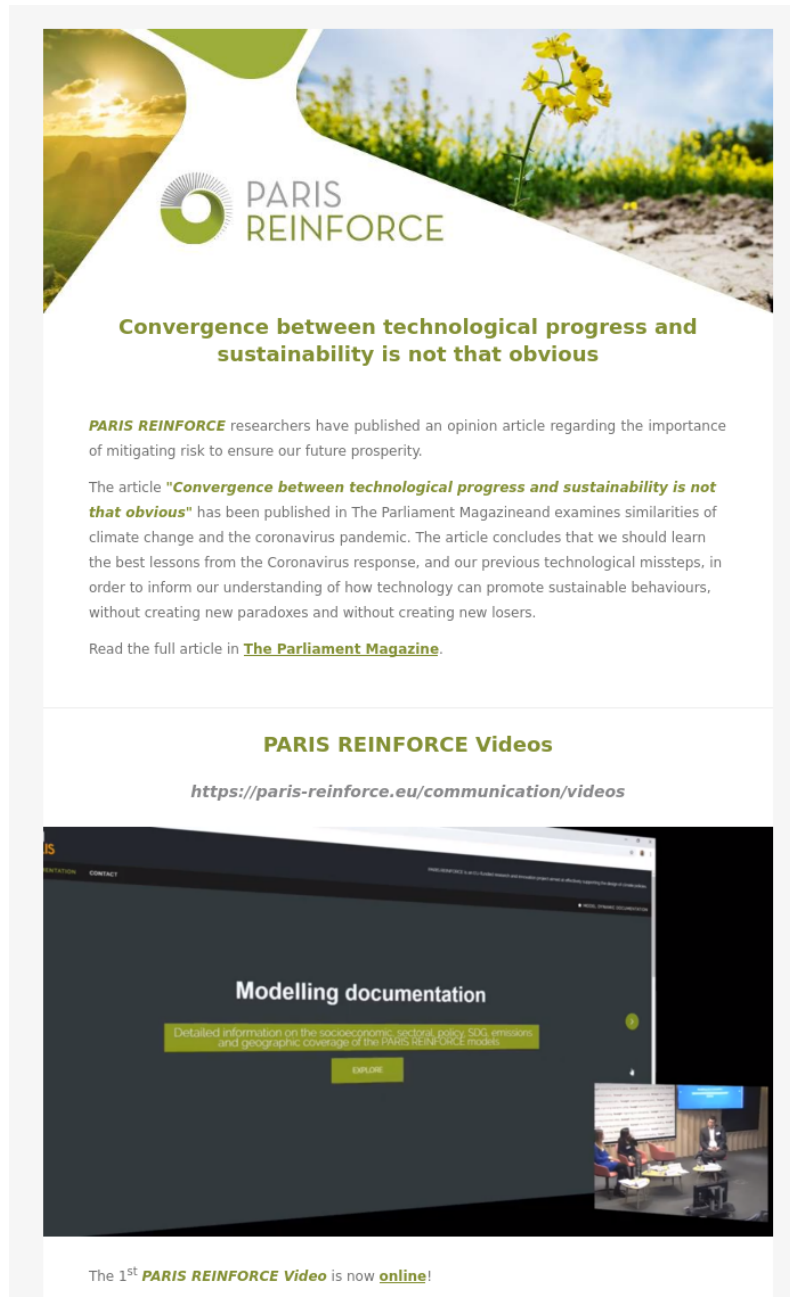 PARIS
REINFORCE
Convergence between technological progress and
sustainability is not that obvious
PARIS REINFORCE researchers have published an opinion article regarding the importance
of mitigating risk to ensure our future prosperity.
The article "Convergence between technological progress and sustainability is not
that obvious" has been published in The Parliament Magazineand examines similarities of
climate change and the coronavirus pandemic. The article concludes that we should learn
the best lessons from the Coronavirus response, and our previous technological missteps, in
order to inform our understanding of how technology can promote sustainable behaviours,
without creating new paradoxes and without creating new losers.
Read the full article in The Parliament Magazine.
PARIS REINFORCE Videos
https://paris-reinforce.eu/communication/videos
CONTACT
MODEL DYNAMIC DOCUMENTATION
Modelling documentation
Detailed information on the socioeconomic, sectoral, policy, SDG, emissions
and geographic coverage of the PARIS REINFORCE models
EXPLORE
The 1st PARIS REINFORCE Video is now online!